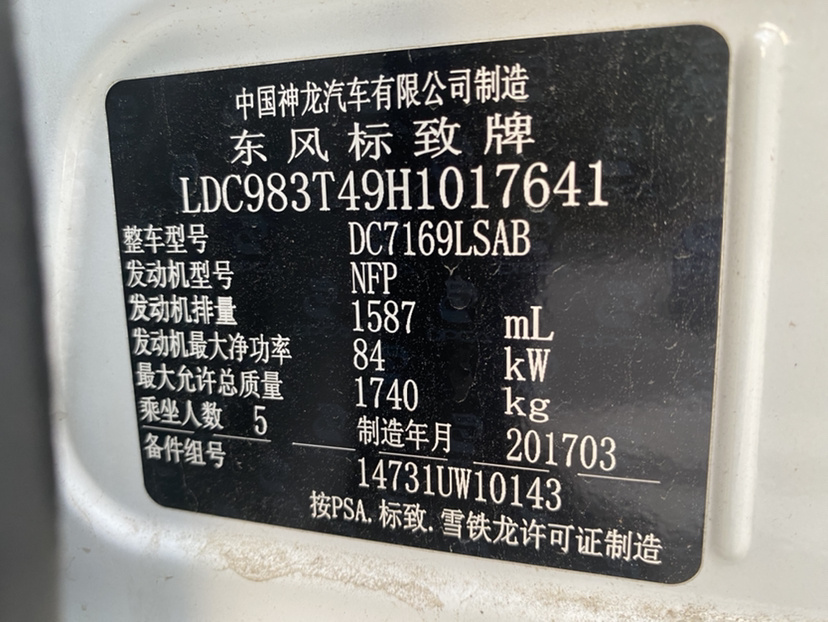 中国神龙汽车有限公司制造
东风标致牌
LDC983T49H1017641
整车型号 DC7169LSAB
发动机型号 NFP
发动机排量 1587 mL
发动机最大净功率 84 kW
最大允许总质量 1740 kg
乘坐人数 5 制造年月 201703
备件组号 14731UW10143
按PSA.标致.雪铁龙许可证制造